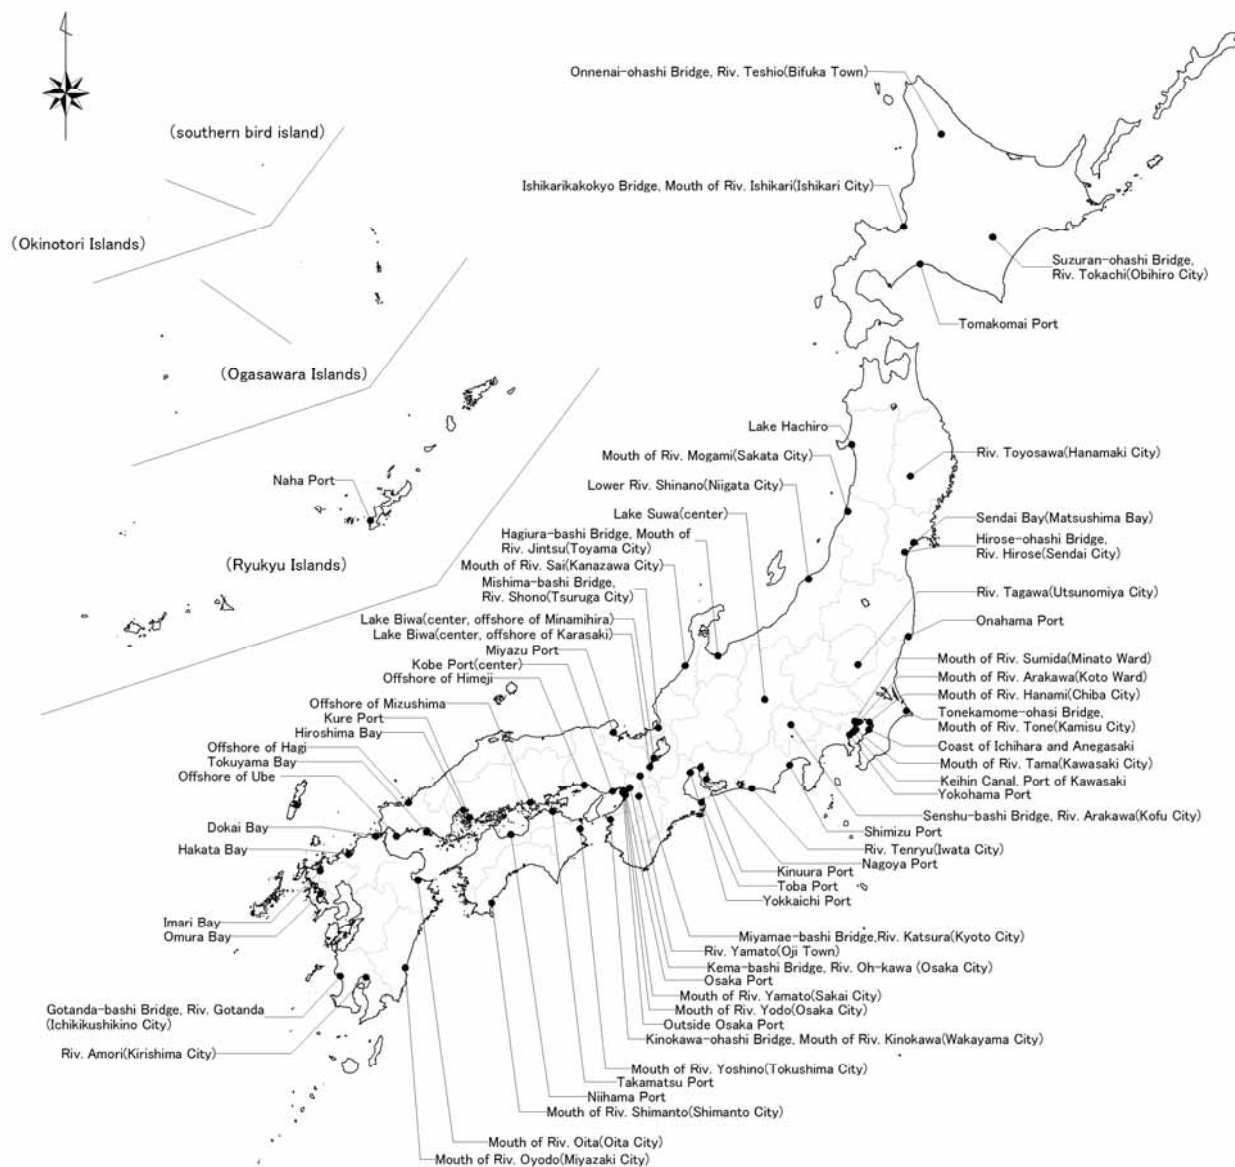 Onnenai-ohashi Bridge, Riv. Teshio(Bifuka Town)
(southern bird island)
Ishikarikakokyo Bridge, Mouth of Riv. Ishikari(Ishikari City)
(Okinotori Islands)
Suzuran-ohashi Bridge,
Riv. Tokachi(Obihiro City)
Tomakomai Port
(Ogasawara Islands)
Lake Hachiro
Mouth of Riv. Mogami(Sakata City)
Riv. Toyosawa(Hanamaki City)
Naha Port
Lower Riv. Shinano(Niigata City)
Lake Suwa(center)
Sendai Bay(Matsushima Bay)
Hagiura-bashi Bridge, Mouth of
Riv. Jintsu(Toyama City)
Hirose-ohashi Bridge,
Riv. Hirose(Sendai City)
(Ryukyu Islands)
Mouth of Riv. Sai(Kanazawa City)
Mishima-bashi Bridge,
Riv. Shono(Tsuruga City)
Riv. Tagawa(Utsunomiya City)
Lake Biwa(center, offshore of Minamihira)
Onahama Port
Lake Biwa(center, offshore of Karasaki)
Miyazu Port
Mouth of Riv. Sumida(Minato Ward)
Kobe Port(center)
Offshore of Himeji
Mouth of Riv. Arakawa(Koto Ward)
Mouth of Riv. Hanami(Chiba City)
Offshore of Mizushima
Tonekamome-ohasi Bridge,
Mouth of Riv. Tone(Kamisu City)
Kure Port
Hiroshima Bay
Offshore of Hagi
Coast of Ichihara and Anegasaki
Tokuyama Bay
Mouth of Riv. Tama(Kawasaki City)
Offshore of Ube
Keihin Canal. Port of Kawasaki
Yokohama Port
Senshu-bashi Bridge, Riv. Arakawa(Kofu City)
Dokai Bay
Shimizu Port
Hakata Bay
Riv. Tenryu(Iwata City)
Nagoya Port
Kinuura Port
Toba Port
Yokkaichi Port
Imari Bay
Omura Bay
Miyamae-bashi Bridge,Riv. Katsura(Kyoto City)
Riv. Yamato(Oji Town)
Kema-bashi Bridge, Riv. Oh-kawa (Osaka City)
Osaka Port
Mouth of Riv. Yamato(Sakai City)
Mouth of Riv. Yodo(Osaka City)
Gotanda-bashi Bridge, Riv. Gotanda
(Ichikikushikino City)
Outside Osaka Port
Kinokawa-ohashi Bridge, Mouth of Riv. Kinokawa(Wakayama City)
Riv. Amori(Kirishima City)
Mouth of Riv. Yoshino(Tokushima City)
Takamatsu Port
Niihama Port
Mouth of Riv. Shimanto(Shimanto City)
Mouth of Riv. Oita(Oita City)
Mouth of Riv. Oyodo(Miyazaki City)